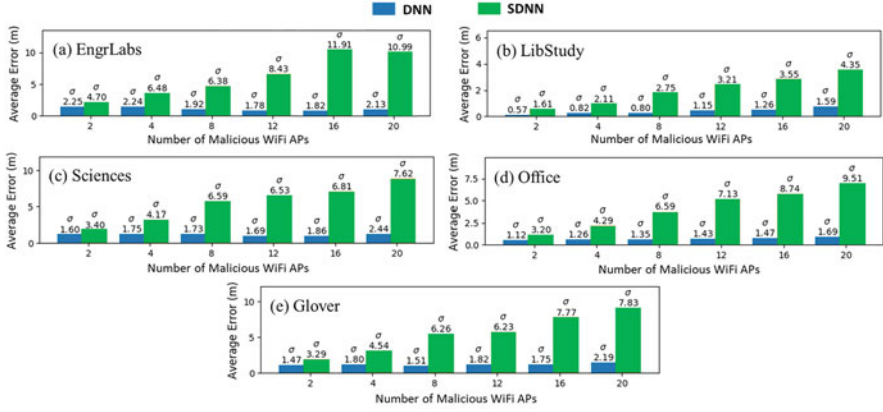 DNN SDNN
(a) EngrLabs
Average Error (m)
10
5
0
σ σ σ σ σ σ σ σ σ σ σ σ
2.25 4.70 2.24 6.48 1.92 6.38 1.78 8.43 1.82 11.91 2.13 10.99
2 4 8 12 16 20
Number of Malicious WiFi APs
(b) LibStudy
Average Error (m)
6
4
2
0
σ σ σ σ σ σ σ σ σ σ σ σ
0.57 1.61 0.82 2.11 0.80 2.75 1.15 3.21 1.26 3.55 1.59 4.35
2 4 8 12 16 20
Number of Malicious WiFi APs
(c) Sciences
Average Error (m)
10
5
0
σ σ σ σ σ σ σ σ σ σ σ σ
1.60 3.40 1.75 4.17 1.73 6.59 1.69 6.53 1.86 6.81 2.44 7.62
2 4 8 12 16 20
Number of Malicious WiFi APs
(d) Office
Average Error (m)
7.5
5.0
2.5
0.0
σ σ σ σ σ σ σ σ σ σ σ σ
1.12 3.20 1.26 4.29 1.35 6.59 1.43 7.13 1.47 8.74 1.69 9.51
2 4 8 12 16 20
Number of Malicious WiFi APs
(e) Glover
Average Error (m)
10
5
0
σ σ σ σ σ σ σ σ σ σ σ σ
1.47 3.29 1.80 4.54 1.51 6.26 1.82 6.23 1.75 7.77 2.19 7.83
2 4 8 12 16 20
Number of Malicious WiFi APs